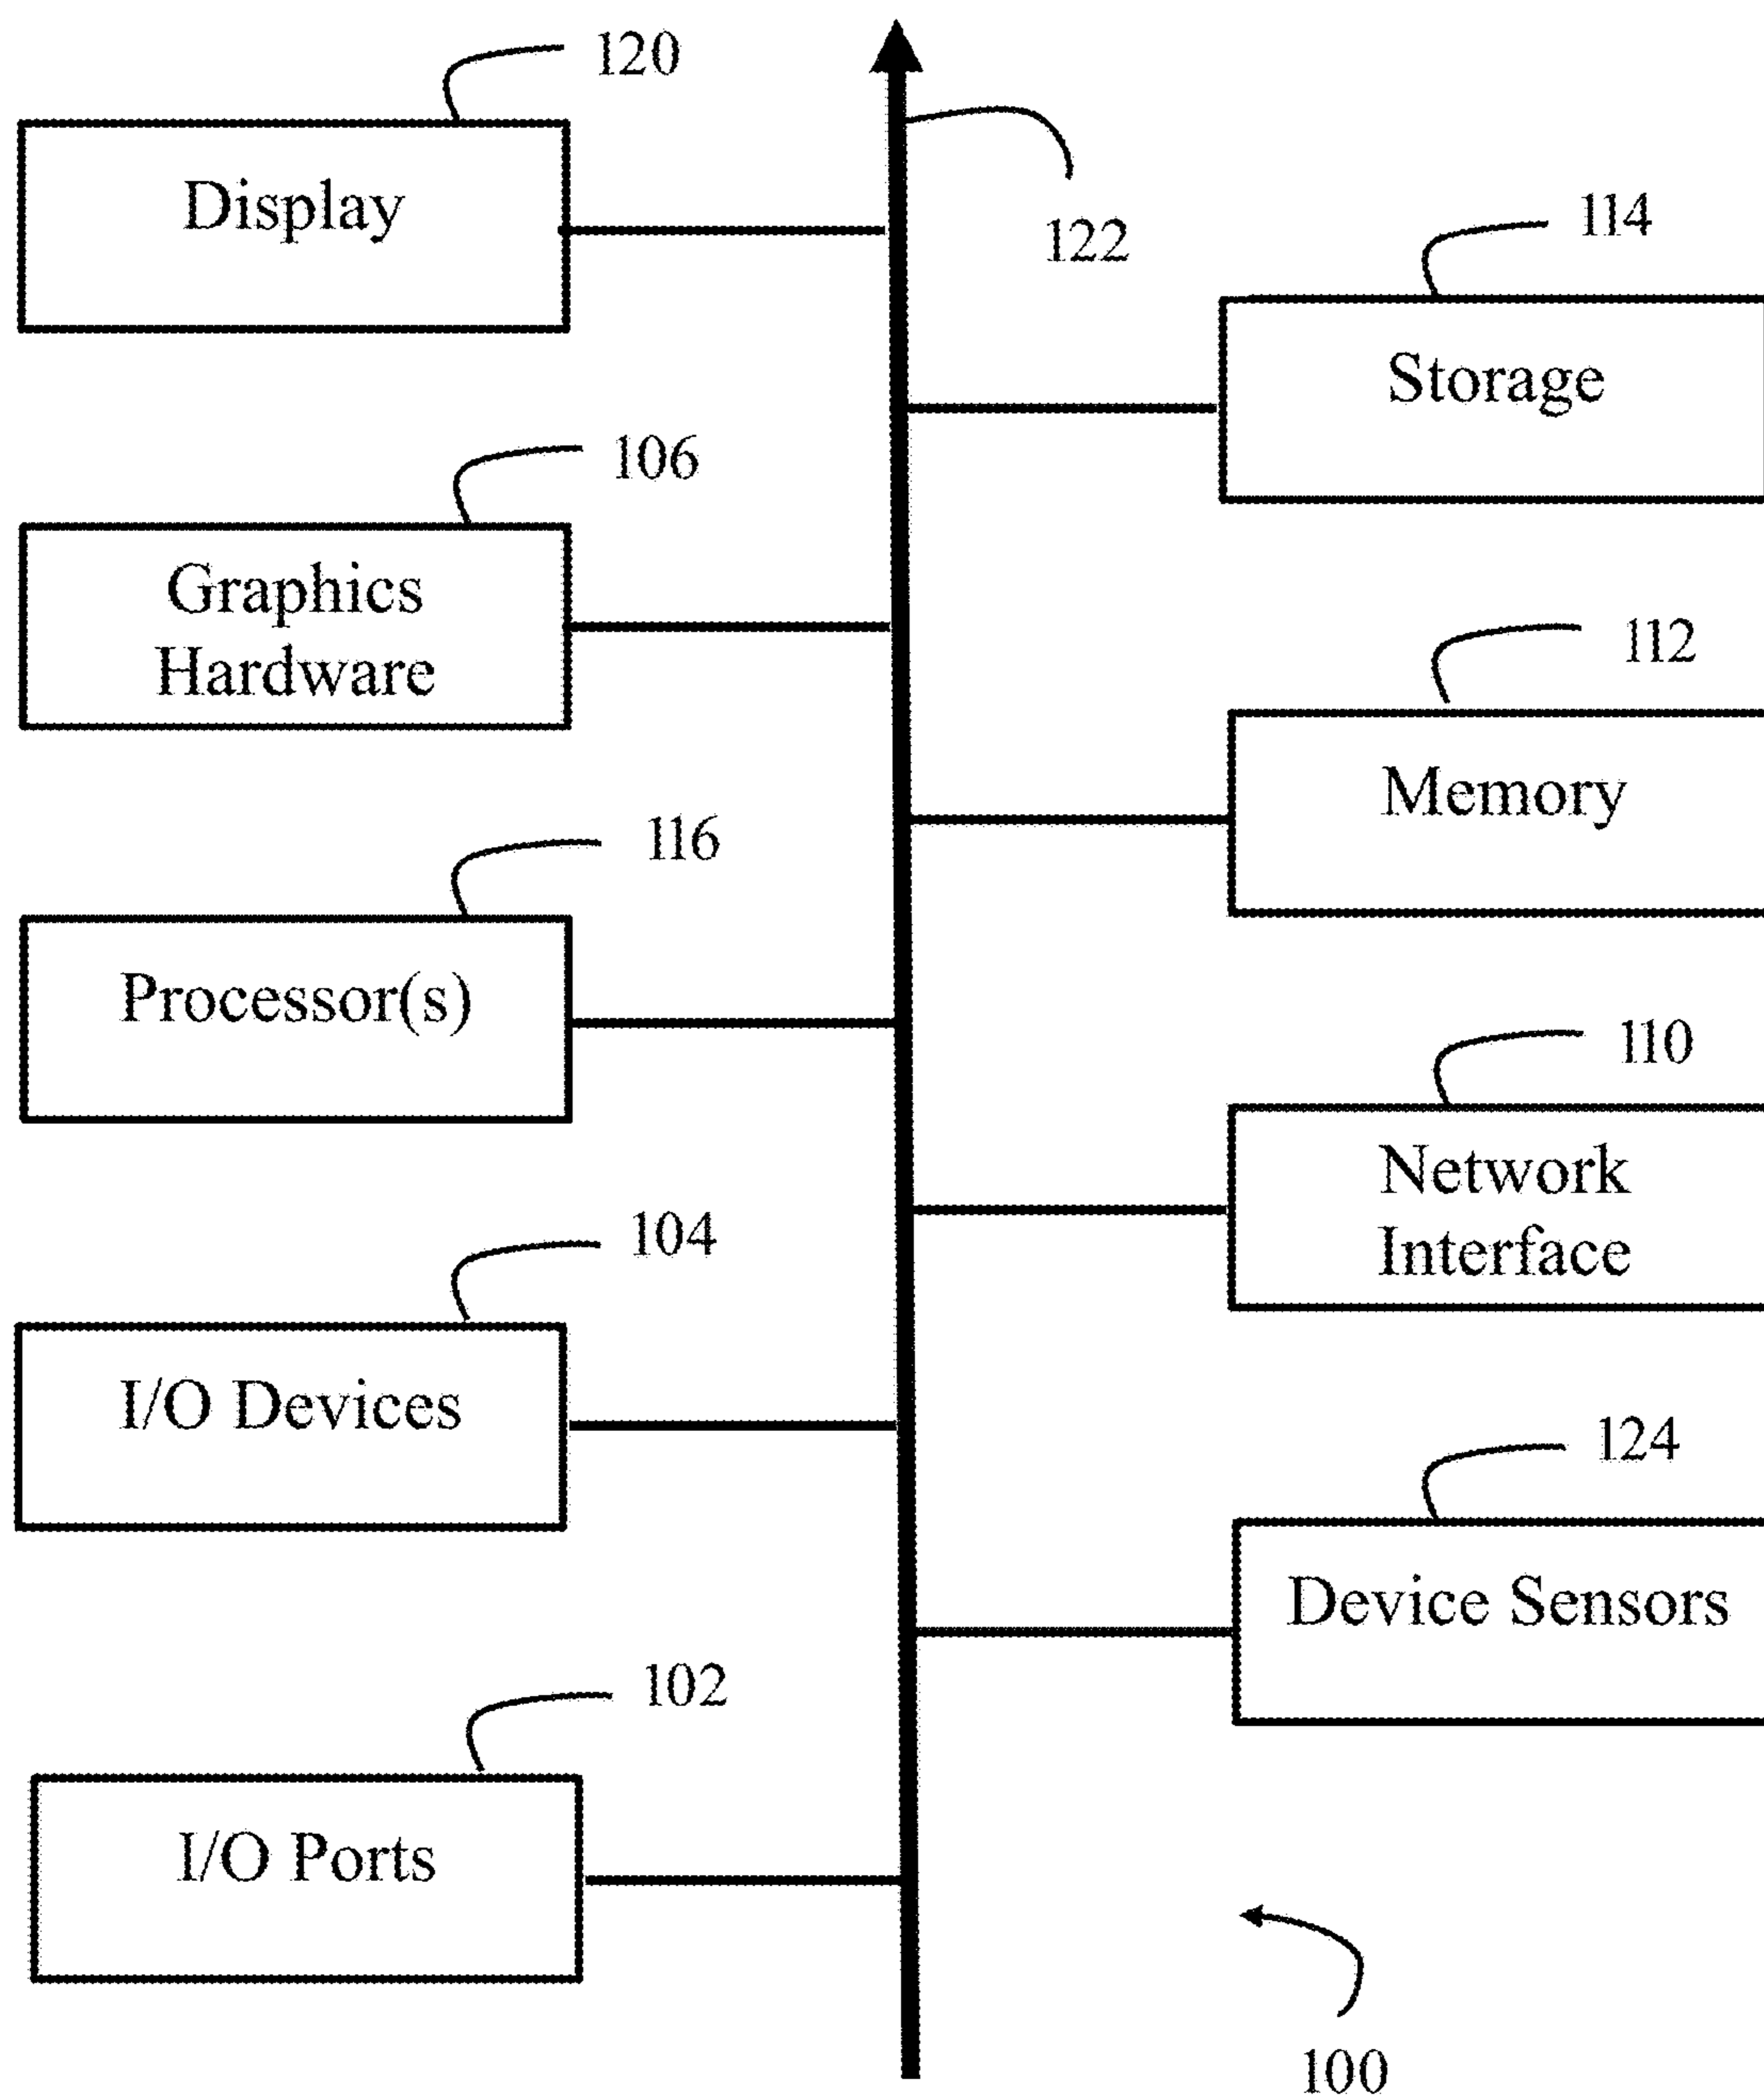 120
Display
122
114
Storage
106
Graphics
Hardware
112
Memory
116
Processor(s)
110
Network
Interface
104
I/O Devices
124
Device Sensors
102
I/O Ports
100